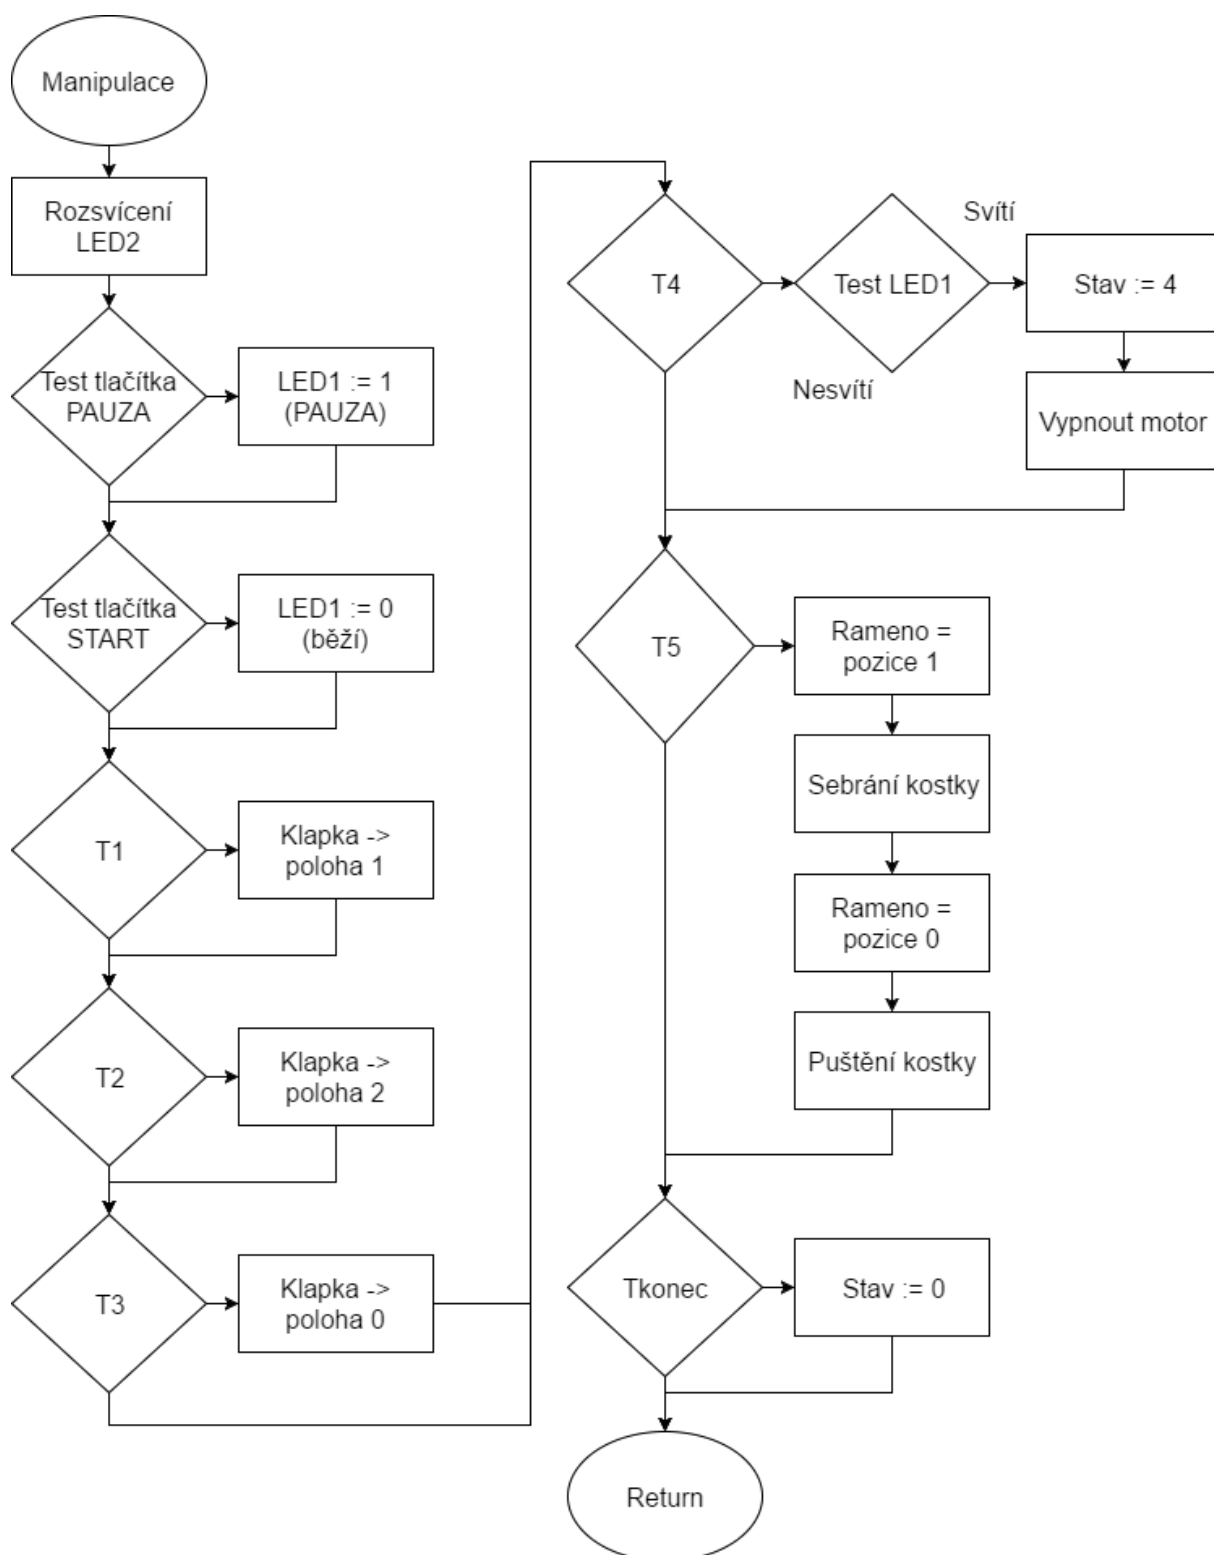 Manipulace
Rozsvícení
LED2
Test tlačítka
PAUZA
LED1 := 1
(PAUZA)
Test tlačítka
START
LED1 := 0
(běží)
T1
Klapka ->
poloha 1
T2
Klapka ->
poloha 2
T3
Klapka ->
poloha 0
T4
Test LED1
Svítí
Nesvítí
Stav := 4
Vypnout motor
T5
Rameno =
pozice 1
Sebrání kostky
Rameno =
pozice 0
Puštění kostky
Tkonec
Stav := 0
Return